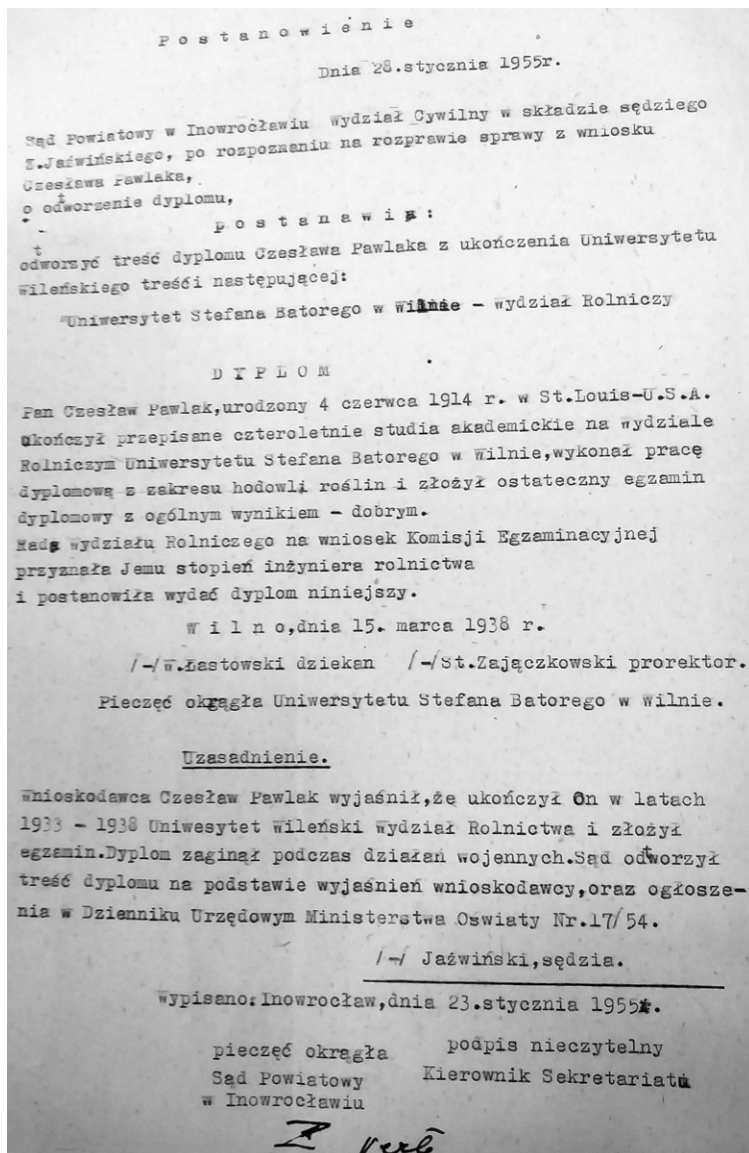 P o s t a n o w i e n i e
Dnia 28.stycznia 1955r.
Sąd Powiatowy w Inowrocławiu Wydział Cywilny w składzie sędziego
Z.Jaźwińskiego, po rozpoznaniu na rozprawie sprawy z wniosku
Czesława Pawlaka,
o odtworzenie dyplomu,
p o s t a n a w i a :
odtworzyć treść dyplomu Czesława Pawlaka z ukończenia Uniwersytetu
Wileńskiego treści następującej:
"Uniwersytet Stefana Batorego w Wilnie - Wydział Rolniczy
D Y P L O M
Pan Czesław Pawlak,urodzony 4 czerwca 1914 r. w St.Louis-U.S.A.
ukończył przepisane czteroletnie studia akademickie na Wydziale
Rolniczym Uniwersytetu Stefana Batorego w Wilnie,wykonał pracę
dyplomową z zakresu hodowli roślin i złożył ostateczny egzamin
dyplomowy z ogólnym wynikiem - dobrym.
Rada Wydziału Rolniczego na wniosek Komisji Egzaminacyjnej
przyznała Jemu stopień inżyniera rolnictwa
i postanowiła wydać dyplom niniejszy.
W i l n o,dnia 15. marca 1938 r.
/-/W.Łastowski dziekan /-/St.Zajączkowski prorektor.
Pieczęć okrągła Uniwersytetu Stefana Batorego w Wilnie.
Uzasadnienie.
Wnioskodawca Czesław Pawlak wyjaśnił,że ukończył On w latach
1933 - 1938 Uniwesytet Wileński Wydział Rolnictwa i złożył
egzamin.Dyplom zaginął podczas działań wojennych.Sąd odtworzył
treść dyplomu na podstawie wyjaśnień wnioskodawcy,oraz ogłosze-
nia w Dzienniku Urzędowym Ministerstwa Oświaty Nr.17/54.
/-/ Jaźwiński,sędzia.
Wypisano:Inowrocław,dnia 23.stycznia 1955r.
pieczęć okrągła podpis nieczytelny
Sąd Powiatowy Kierownik Sekretariatu
w Inowrocławiu